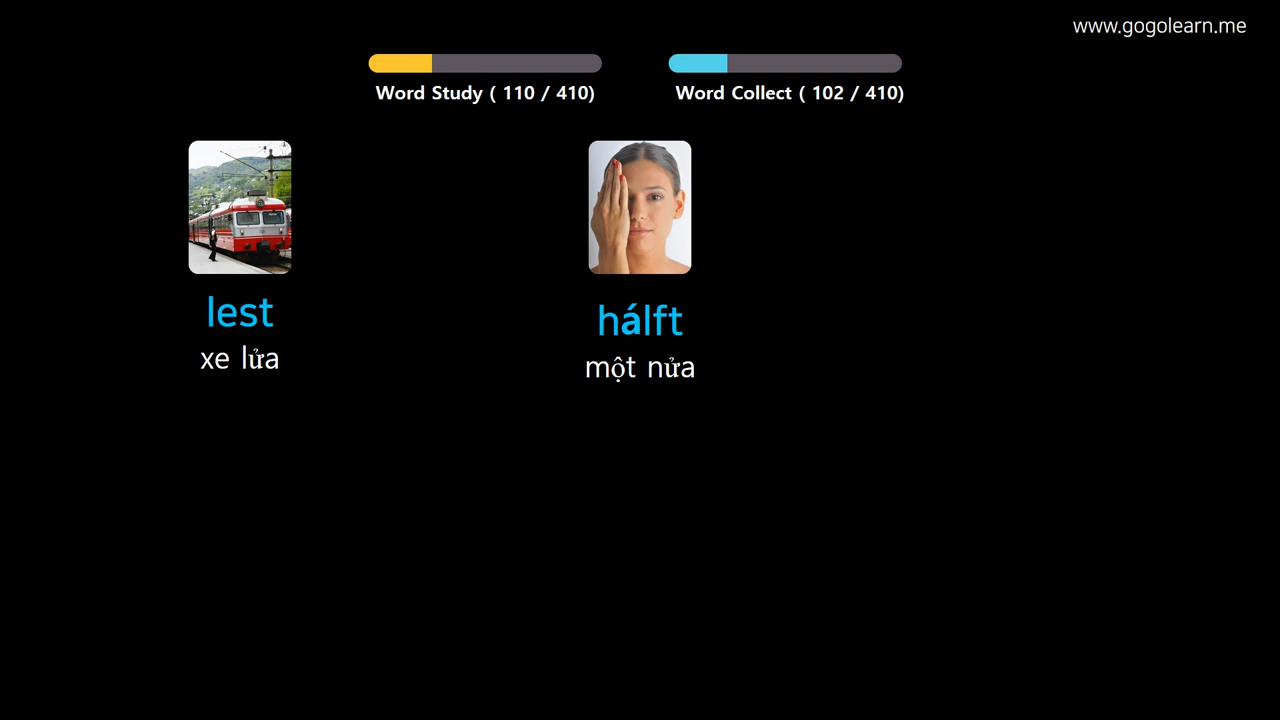 www.gogolearn.me
Word Study ( 110 / 410)
Word Collect ( 102 / 410)
lest
xe lửa
hálft
một nửa